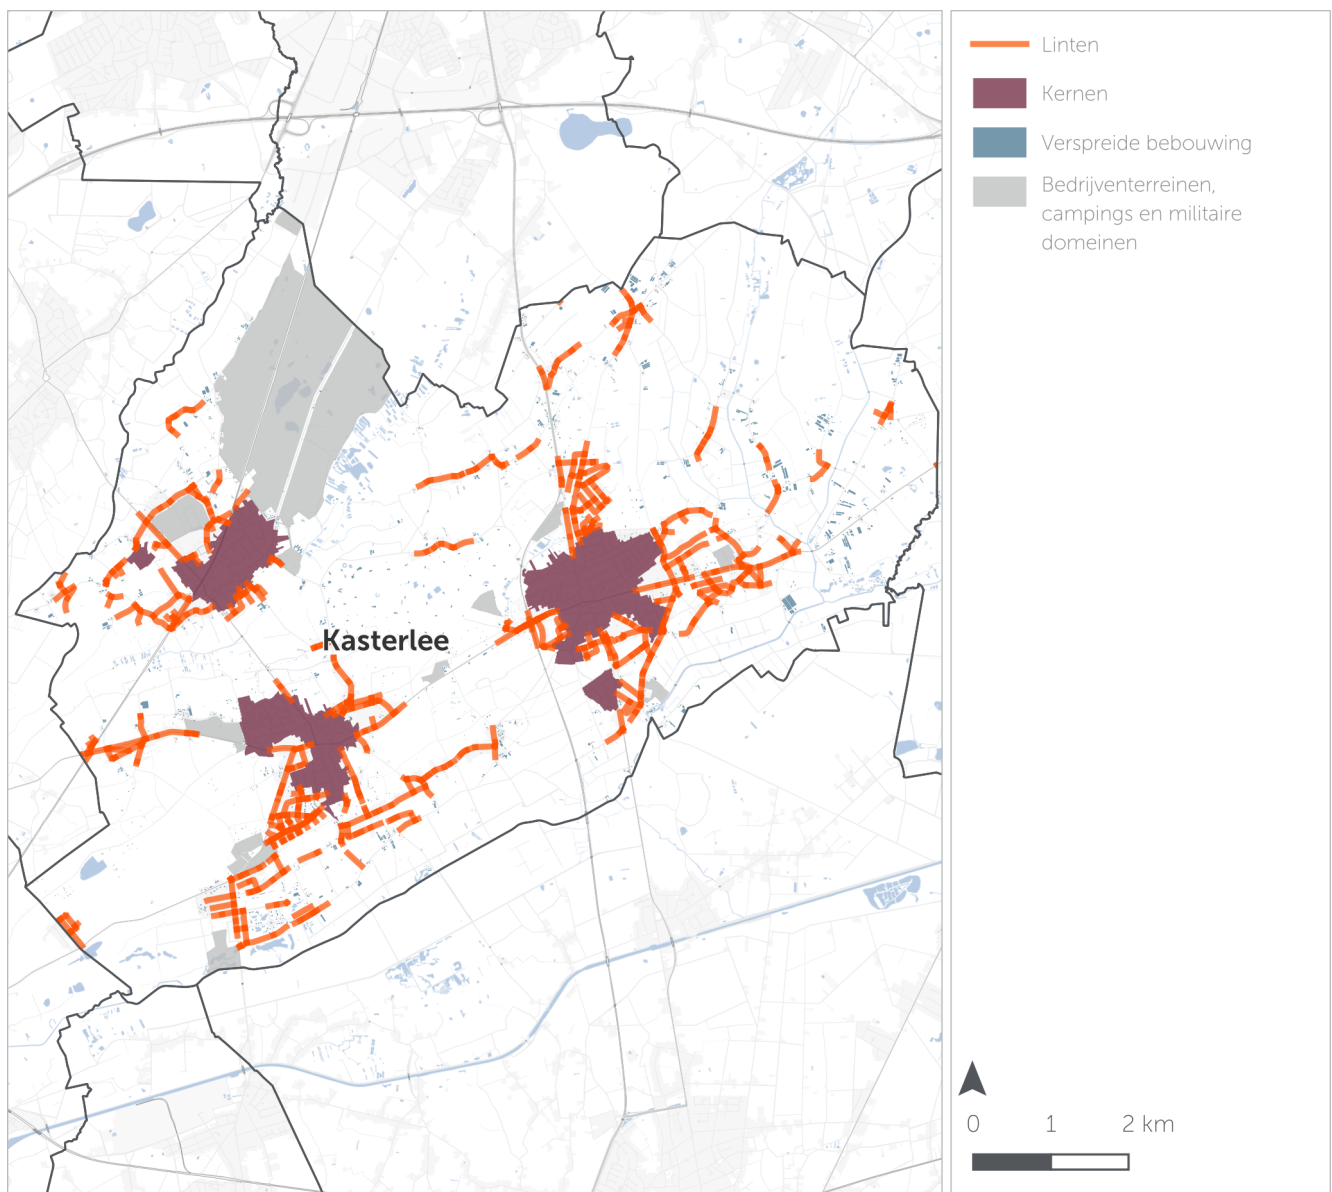 Linten
Kernen
Verspreide bebouwing
Bedrijventerreinen,
campings en militaire
domeinen
Kasterlee
0 1 2 km